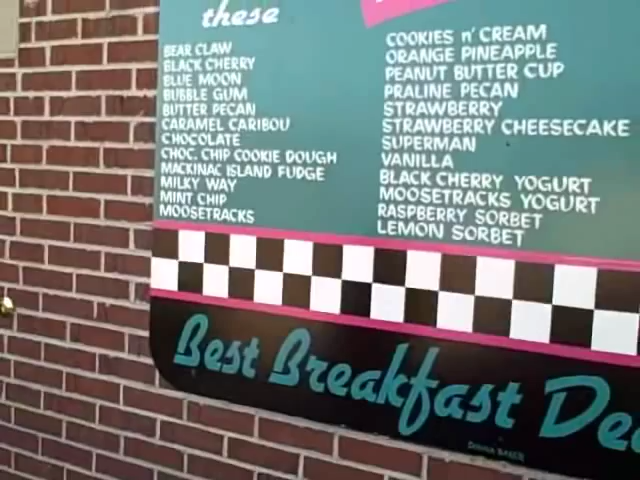 these
BEAR CLAW
BLACK CHERRY
BLUE MOON
BUBBLE GUM
BUTTER PECAN
CARAMEL CARIBOU
CHOCOLATE
CHOC. CHIP COOKIE DOUGH
MACKINAC ISLAND FUDGE
MILKY WAY
MINT CHIP
MOOSETRACKS
COOKIES n' CREAM
ORANGE PINEAPPLE
PEANUT BUTTER CUP
PRALINE PECAN
STRAWBERRY
STRAWBERRY CHEESECAKE
SUPERMAN
VANILLA
BLACK CHERRY YOGURT
MOOSETRACKS YOGURT
RASPBERRY SORBET
LEMON SORBET
Best Breakfast Dea